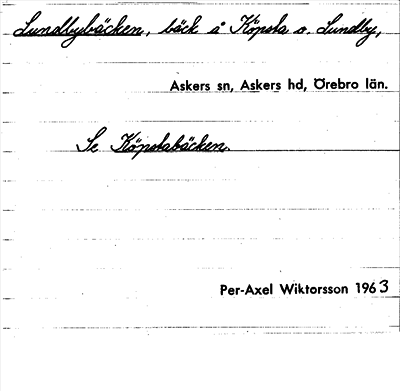 Lundbybäcken, bäck å Köpsta o. Lundby,
Askers sn, Askers hd, Örebro län.
Se Köpstabäcken.
Per-Axel Wiktorsson 1963